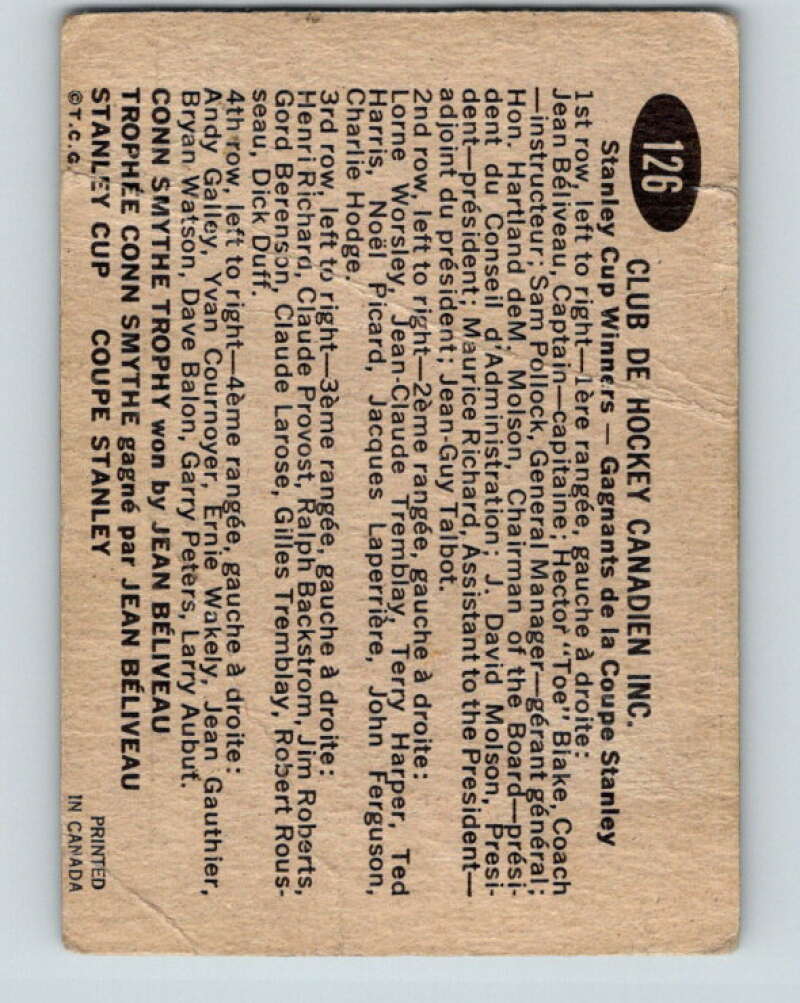 126
CLUB DE HOCKEY CANADIEN INC.
Stanley Cup Winners — Gagnants de la Coupe Stanley
1st row, left to right—1ère rangée, gauche à droite:
Jean Béliveau, Captain—capitaine; Hector "Toe" Blake, Coach
—instructeur; Sam Pollock, General Manager—gérant général;
Hon. Hartland deM. Molson, Chairman of the Board—prési-
dent du Conseil d'Administration; J. David Molson, Presi-
dent—président; Maurice Richard, Assistant to the President—
adjoint du président; Jean-Guy Talbot.
2nd row, left to right—2ème rangée, gauche à droite:
Lorne Worsley, Jean-Claude Tremblay, Terry Harper, Ted
Harris, Noël Picard, Jacques Laperrière, John Ferguson,
Charlie Hodge.
3rd row, left to right—3ème rangée, gauche à droite:
Henri Richard, Claude Provost, Ralph Backstrom, Jim Roberts,
Gord Berenson, Claude Larose, Gilles Tremblay, Robert Rous-
seau, Dick Duff.
4th row, left to right—4ème rangée, gauche à droite:
Andy Galley, Yvan Cournoyer, Ernie Wakely, Jean Gauthier,
Bryan Watson, Dave Balon, Garry Peters, Larry Aubut.
CONN SMYTHE TROPHY won by JEAN BÉLIVEAU
TROPHÉE CONN SMYTHE gagné par JEAN BÉLIVEAU
STANLEY CUP COUPE STANLEY
©T.C.G. PRINTED
IN CANADA